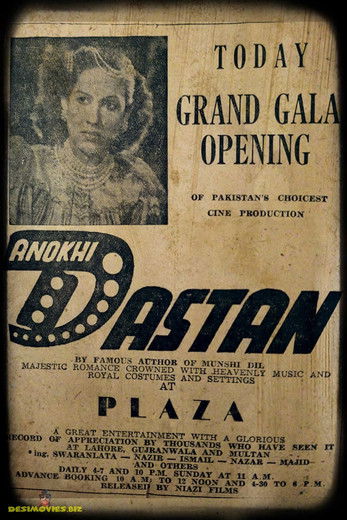 TODAY
GRAND GALA
OPENING
OF PAKISTAN'S CHOICEST
CINE PRODUCTION
ANOKHI
DASTAN
BY FAMOUS AUTHOR OF MUNSHI DIL
MAJESTIC ROMANCE CROWNED WITH HEAVENLY MUSIC AND
ROYAL COSTUMES AND SETTINGS
AT
PLAZA
A GREAT ENTERTAINMENT WITH A GLORIOUS
RECORD OF APPRECIATION BY THOUSANDS WHO HAVE SEEN IT
AT LAHORE, GUJRANWALA AND MULTAN
ing. SWARANLATA - NAZIR - ISMAIL - NAZAR - MAJID
AND OTHERS
DAILY 4-7 AND 10 P.M. SUNDAY AT 11 A.M.
ADVANCE BOOKING 10 A.M. TO 12 NOON AND 4-30 TO 6 P.M.
RELEASED BY NIAZI FILMS
DESIMOVIES.BIZ